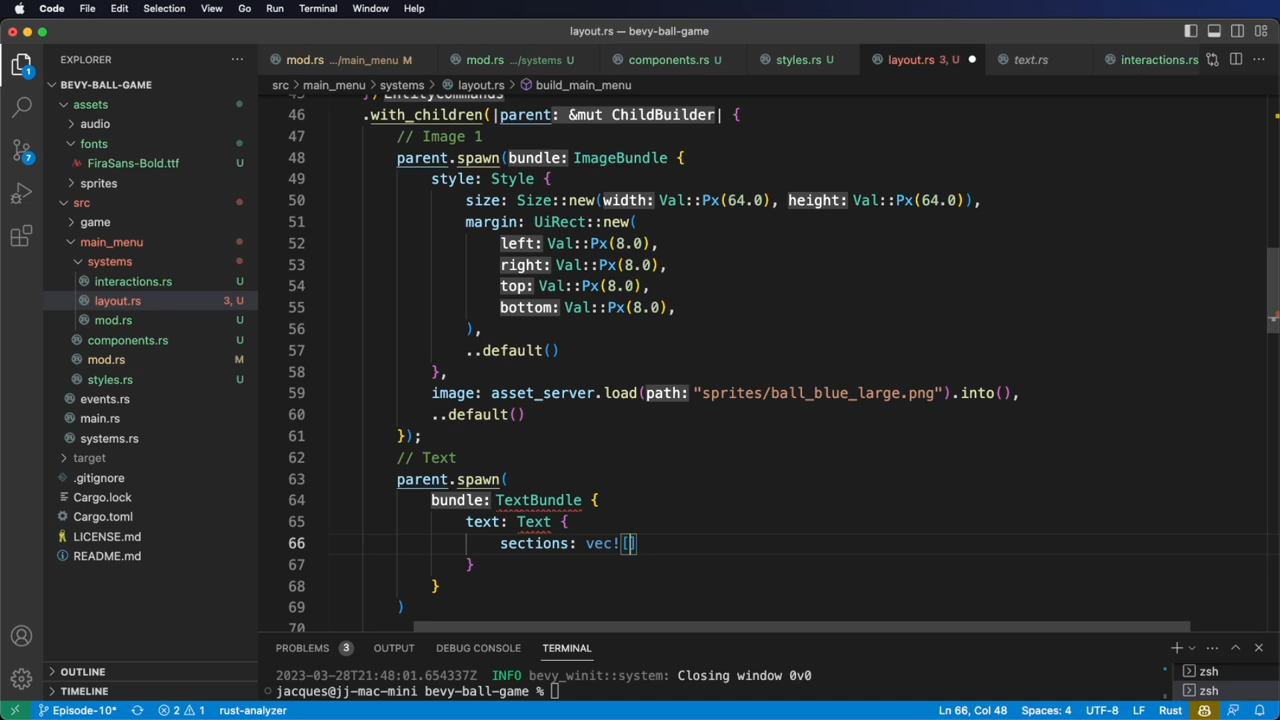 Code File Edit Selection View Go Run Terminal Window Help
layout.rs — bevy-ball-game
EXPLORER
mod.rs .../main_menu M
mod.rs .../systems U
components.rs U
styles.rs U
layout.rs 3, U
text.rs
interactions.rs
src > main_menu > systems > layout.rs > build_main_menu
1
7
BEVY-BALL-GAME
assets
audio
fonts
FiraSans-Bold.ttf U
sprites
src
game
main_menu
systems
interactions.rs U
layout.rs 3, U
mod.rs U
components.rs U
mod.rs M
styles.rs U
events.rs
main.rs
systems.rs
target
.gitignore
Cargo.lock
Cargo.toml
LICENSE.md
README.md
OUTLINE
TIMELINE
46 .with_children(|parent: &mut ChildBuilder| {
47 // Image 1
48 parent.spawn(bundle: ImageBundle {
49 style: Style {
50 size: Size::new(width: Val::Px(64.0), height: Val::Px(64.0)),
51 margin: UiRect::new(
52 left: Val::Px(8.0),
53 right: Val::Px(8.0),
54 top: Val::Px(8.0),
55 bottom: Val::Px(8.0),
56 ),
57 ..default()
58 },
59 image: asset_server.load(path: "sprites/ball_blue_large.png").into(),
60 ..default()
61 });
62 // Text
63 parent.spawn(
64 bundle: TextBundle {
65 text: Text {
66 sections: vec![]
67 }
68 }
69 )
70
PROBLEMS 3 OUTPUT DEBUG CONSOLE TERMINAL
2023-03-28T21:48:01.654337Z INFO bevy_winit::system: Closing window 0v0
jacques@jj-mac-mini bevy-ball-game %
zsh
zsh
Episode-10* 2 1 rust-analyzer Ln 66, Col 48 Spaces: 4 UTF-8 LF Rust